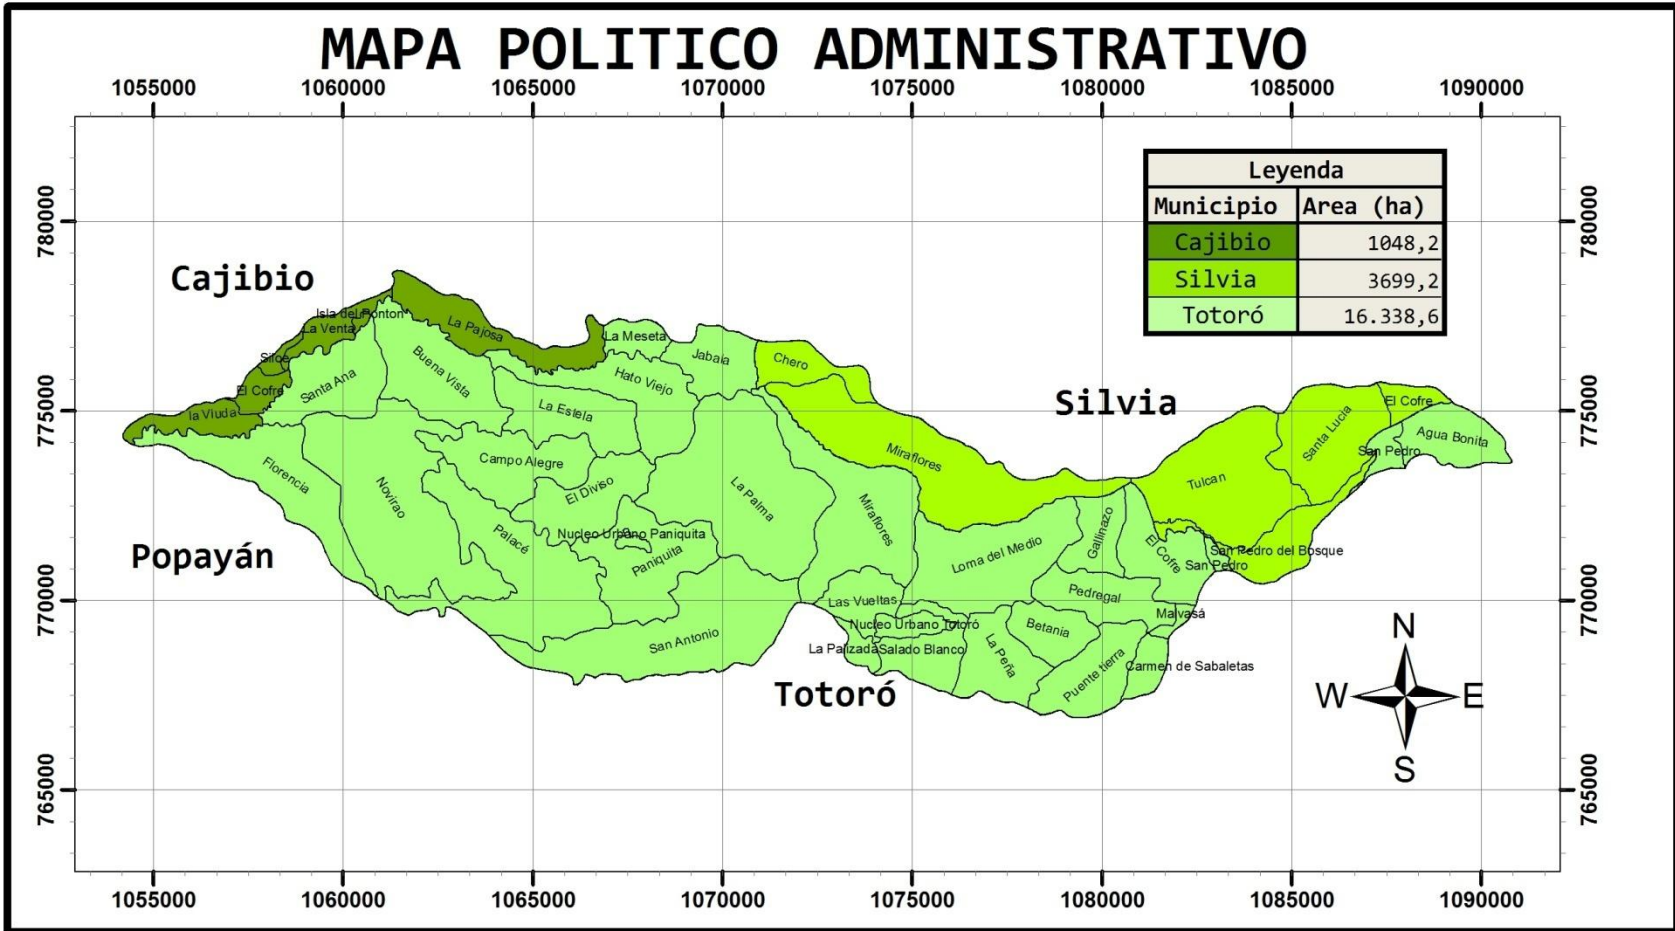 MAPA POLITICO ADMINISTRATIVO
1055000 1060000 1065000 1070000 1075000 1080000 1085000 1090000
Leyenda
Municipio Area (ha)
Cajibio 1048,2
Silvia 3699,2
Totoró 16.338,6
780000
780000
775000
775000
770000
770000
765000
765000
Cajibio
Silvia
Popayán
Totoró
Isla del Ponton
La Venta
Siloe
El Cofre
la Viuda
La Pajosa
Santa Ana
Buena Vista
La Meseta
Jabaia
Hato Viejo
Chero
La Estela
Florencia
Novirao
Campo Alegre
El Diviso
La Palma
Miraflores
Miraflores
Nucleo Urbano Paniquita
Palacé
Paniquita
San Antonio
Las Vueltas
Nucleo Urbano Totoró
La Palizada
Salado Blanco
La Peña
Loma del Medio
Gallinazo
El Cofre
Pedregal
Betania
Puente tierra
Malvasá
Carmen de Sabaletas
San Pedro
San Pedro del Bosque
Tulcan
Santa Lucia
El Cofre
San Pedro
Agua Bonita
N
W E
S
1055000 1060000 1065000 1070000 1075000 1080000 1085000 1090000